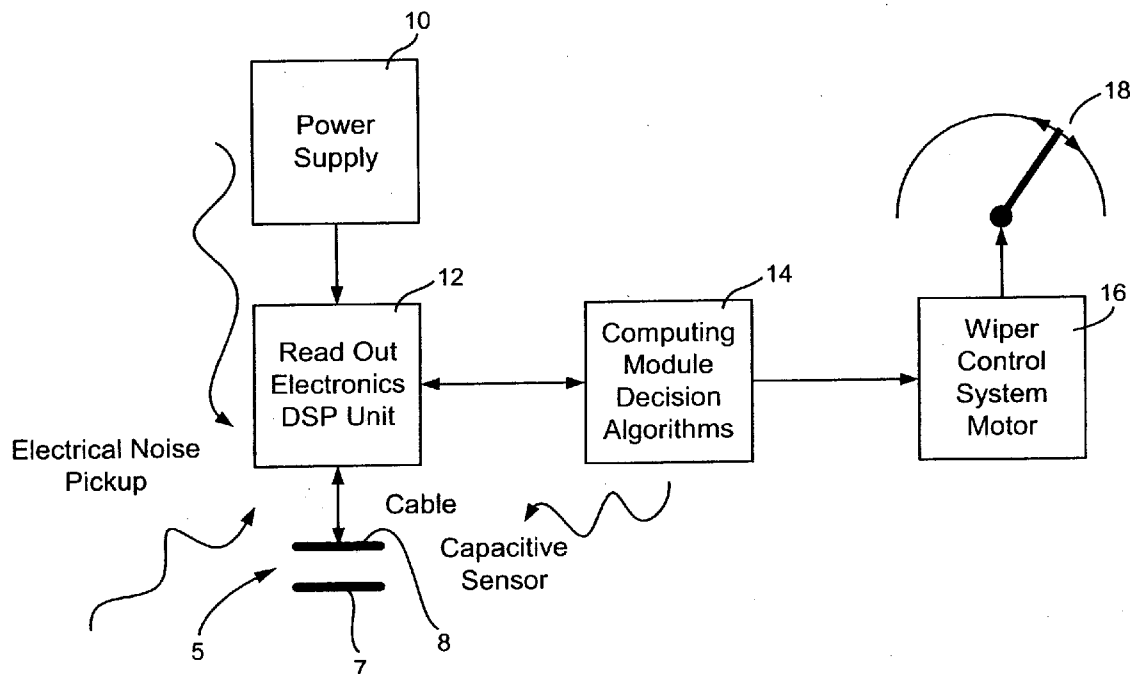 10
Power
Supply
18
12
Read Out
Electronics
DSP Unit
14
Computing
Module
Decision
Algorithms
16
Wiper
Control
System
Motor
Electrical Noise
Pickup
Cable
Capacitive
Sensor
5
7
8